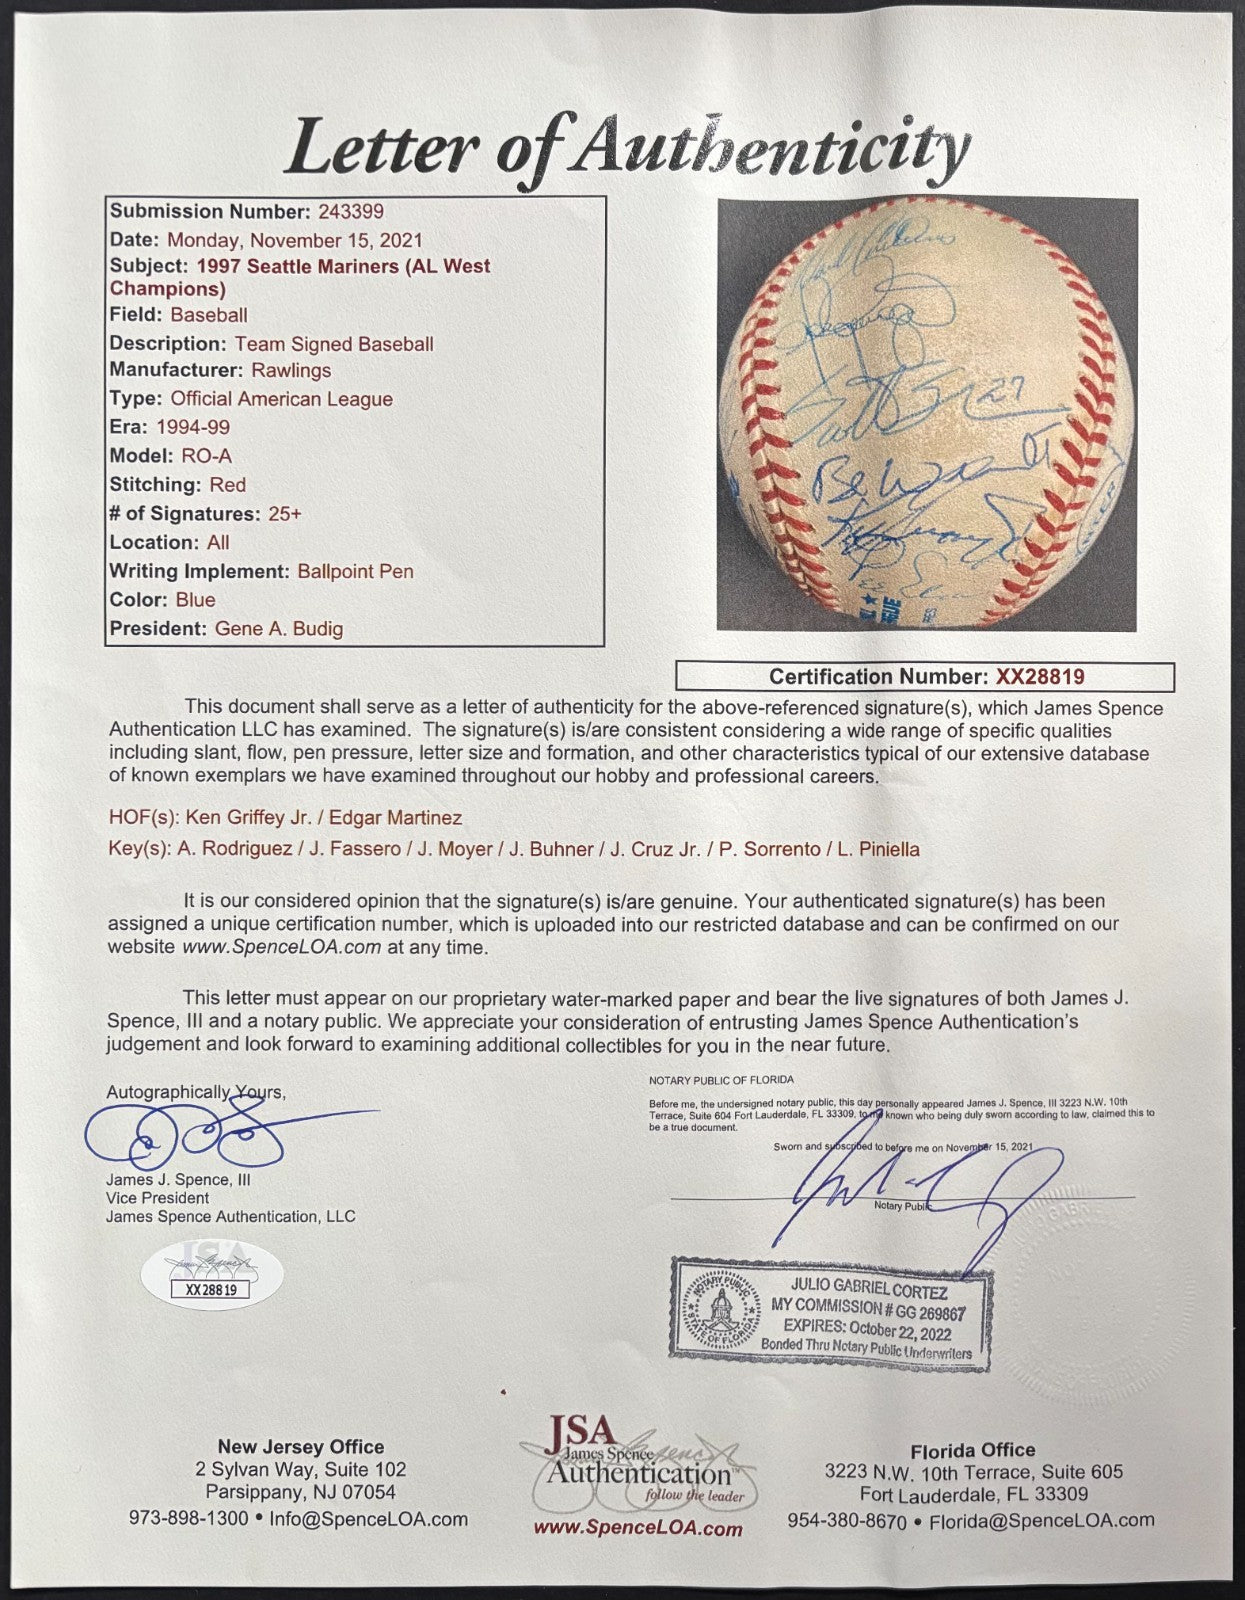 Letter of Authenticity
Submission Number: 243399
Date: Monday, November 15, 2021
Subject: 1997 Seattle Mariners (AL West
Champions)
Field: Baseball
Description: Team Signed Baseball
Manufacturer: Rawlings
Type: Official American League
Era: 1994-99
Model: RO-A
Stitching: Red
# of Signatures: 25+
Location: All
Writing Implement: Ballpoint Pen
Color: Blue
President: Gene A. Budig
27
Certification Number: XX28819
This document shall serve as a letter of authenticity for the above-referenced signature(s), which James Spence
Authentication LLC has examined. The signature(s) is/are consistent considering a wide range of specific qualities
including slant, flow, pen pressure, letter size and formation, and other characteristics typical of our extensive database
of known exemplars we have examined throughout our hobby and professional careers.
HOF(s): Ken Griffey Jr. / Edgar Martinez
Key(s): A. Rodriguez / J. Fassero / J. Moyer / J. Buhner / J. Cruz Jr. / P. Sorrento / L. Piniella
It is our considered opinion that the signature(s) is/are genuine. Your authenticated signature(s) has been
assigned a unique certification number, which is uploaded into our restricted database and can be confirmed on our
website www.SpenceLOA.com at any time.
This letter must appear on our proprietary water-marked paper and bear the live signatures of both James J.
Spence, III and a notary public. We appreciate your consideration of entrusting James Spence Authentication's
judgement and look forward to examining additional collectibles for you in the near future.
Autographically Yours,
James J. Spence, III
Vice President
James Spence Authentication, LLC
JSA
XX28819
NOTARY PUBLIC OF FLORIDA
Before me, the undersigned notary public, this day personally appeared James J. Spence, III 3223 N.W. 10th
Terrace, Suite 604 Fort Lauderdale, FL 33309, to me known who being duly sworn according to law, claimed this to
be a true document.
Sworn and subscribed to before me on November 15, 2021
Notary Public
NOTARY PUBLIC
STATE OF FLORIDA
JULIO GABRIEL CORTEZ
MY COMMISSION # GG 269867
EXPIRES: October 22, 2022
Bonded Thru Notary Public Underwriters
New Jersey Office
2 Sylvan Way, Suite 102
Parsippany, NJ 07054
973-898-1300 • Info@SpenceLOA.com
JSA
James Spence
Authentication™
follow the leader
www.SpenceLOA.com
Florida Office
3223 N.W. 10th Terrace, Suite 605
Fort Lauderdale, FL 33309
954-380-8670 • Florida@SpenceLOA.com